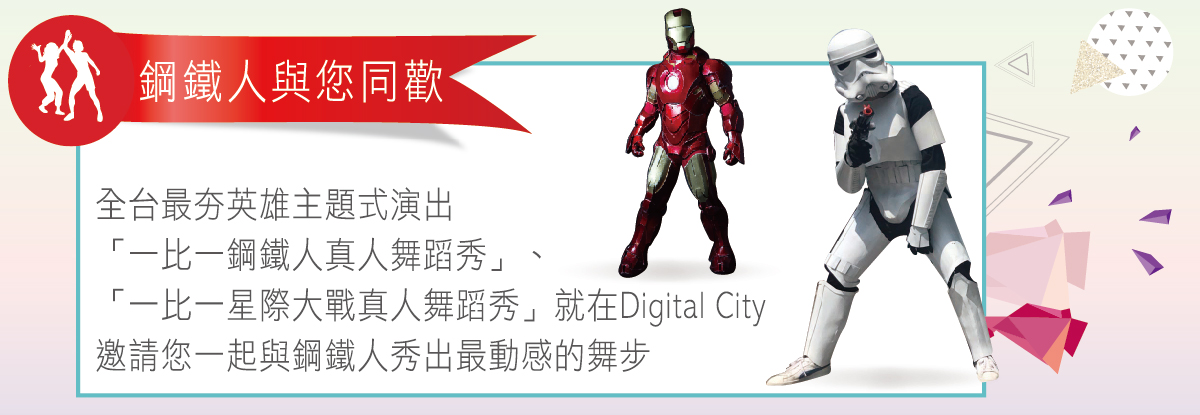 鋼鐵人與您同歡
全台最夯英雄主題式演出
「一比一鋼鐵人真人舞蹈秀」、
「一比一星際大戰真人舞蹈秀」就在Digital City
邀請您一起與鋼鐵人秀出最動感的舞步